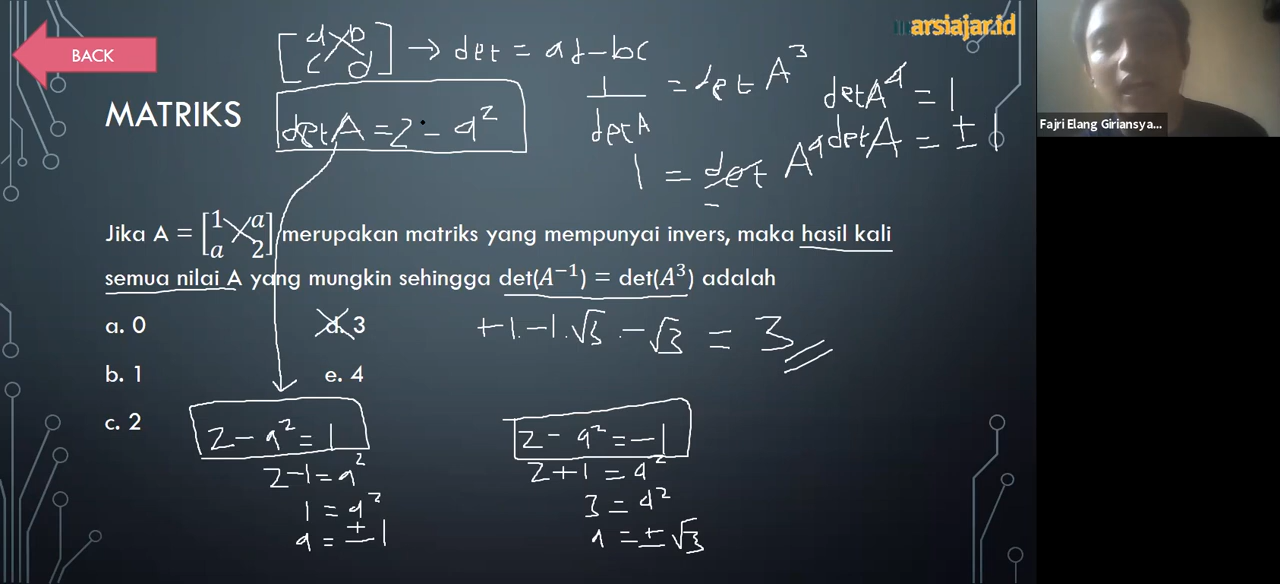 BACK
MATRIKS
[a b
c d] → det = ad - bc
det A = 2 - a²
1/det A = det A³
1 = det A⁴
det A⁴ = 1
det A = ± 1
arsiajar.id
Fajri Elang Giriansya...
Jika A = [1 a
a 2] merupakan matriks yang mempunyai invers, maka hasil kali
semua nilai A yang mungkin sehingga det(A⁻¹) = det(A³) adalah
a. 0
b. 1
c. 2
d. 3
e. 4
+1.-1.√3.-√3 = 3
2 - a² = 1
2-1 = a²
1 = a²
a = ± 1
2 - a² = -1
2+1 = a²
3 = a²
a = ± √3